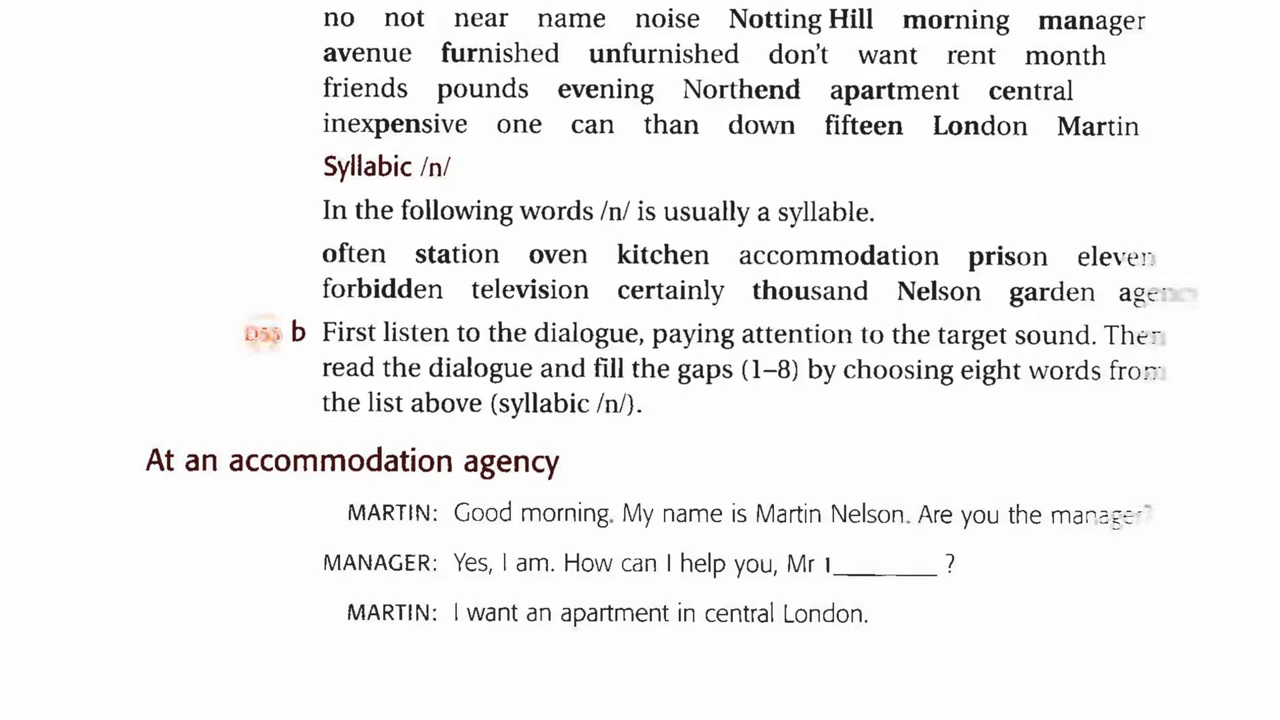 no not near name noise Notting Hill morning manager
avenue furnished unfurnished don't want rent month
friends pounds evening Northend apartment central
inexpensive one can than down fifteen London Martin
Syllabic /n/
In the following words /n/ is usually a syllable.
often station oven kitchen accommodation prison eleven
forbidden television certainly thousand Nelson garden agency
D55 b First listen to the dialogue, paying attention to the target sound. Then
read the dialogue and fill the gaps (1–8) by choosing eight words from
the list above (syllabic /n/).
At an accommodation agency
MARTIN: Good morning. My name is Martin Nelson. Are you the manager?
MANAGER: Yes, I am. How can I help you, Mr 1________ ?
MARTIN: I want an apartment in central London.